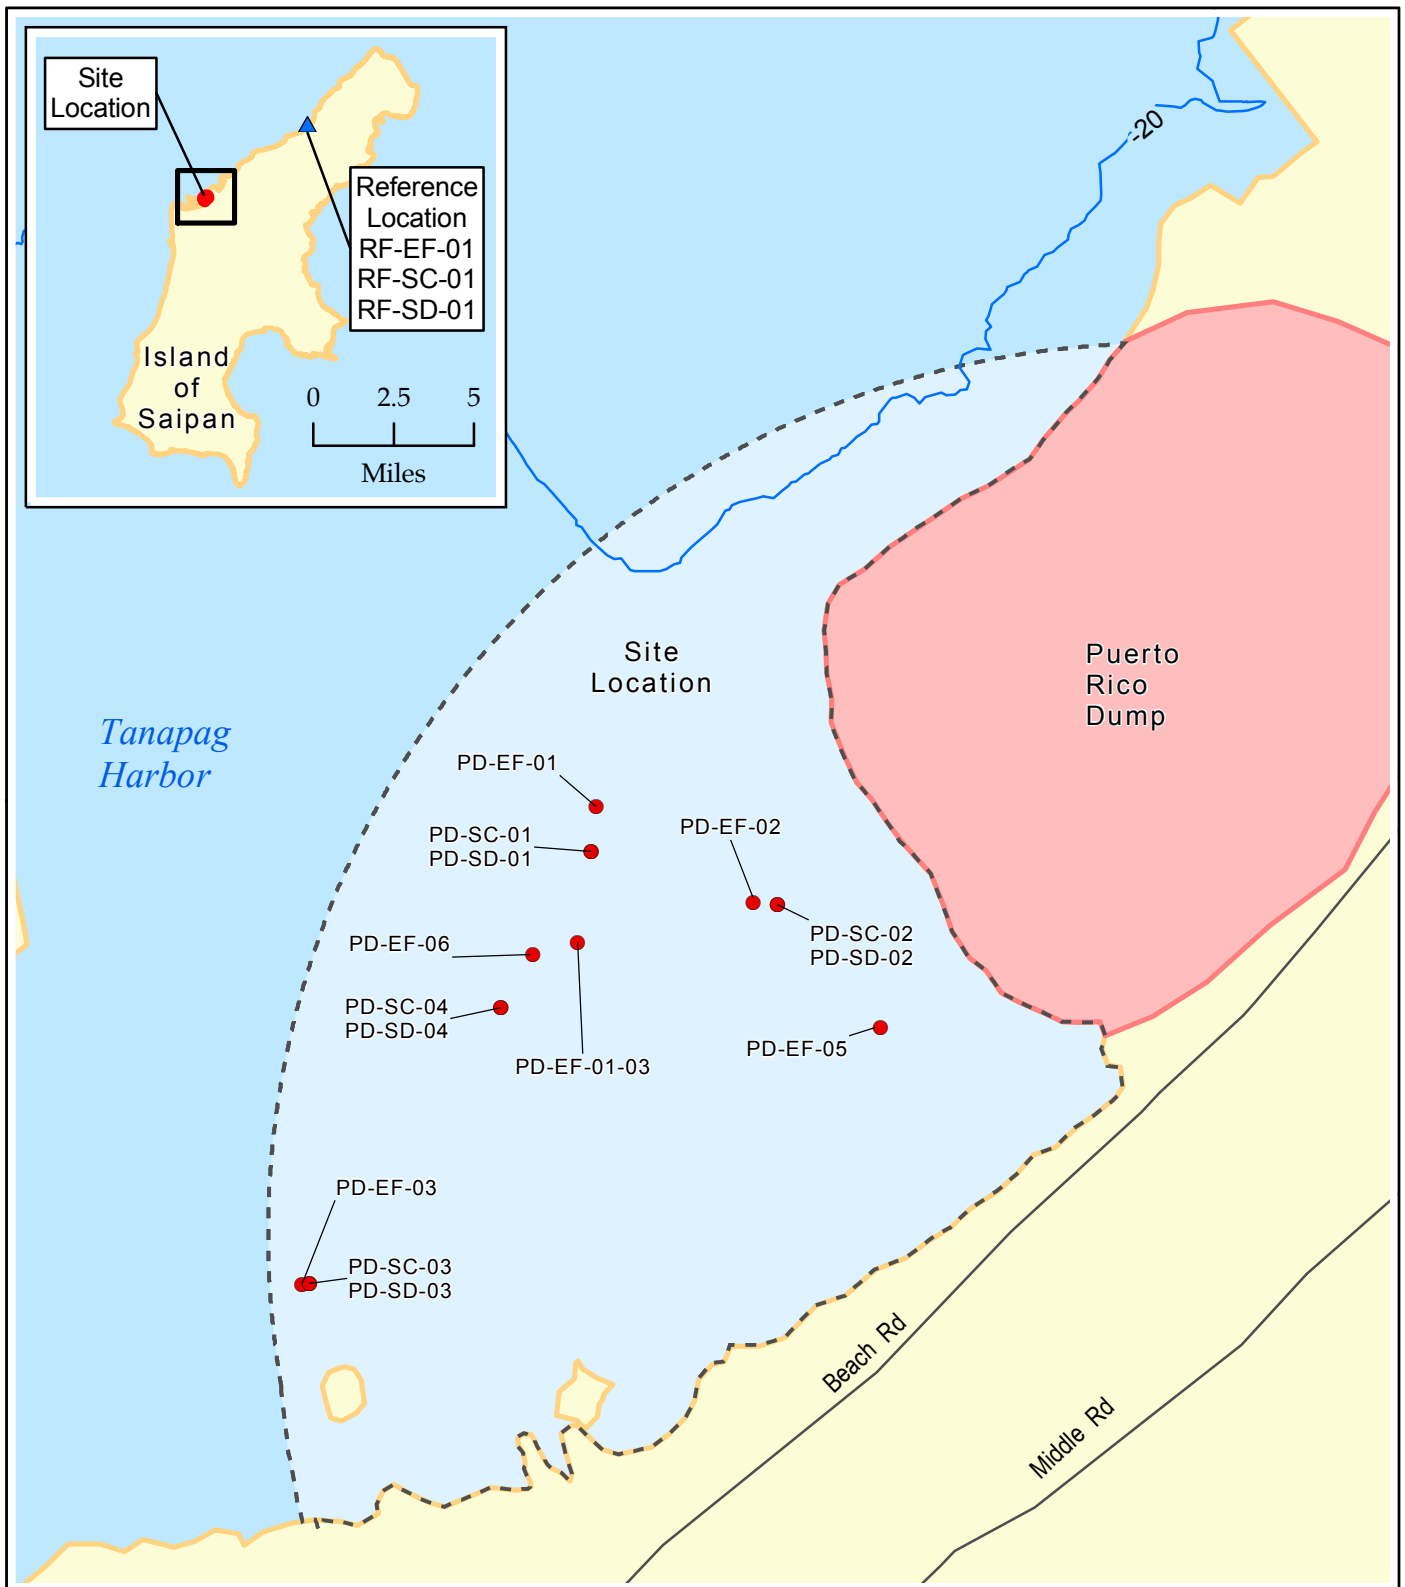 Site
Location
Reference
Location
RF-EF-01
RF-SC-01
RF-SD-01
Island
of
Saipan
0 2.5 5
Miles
-20
Site
Location
Puerto
Rico
Dump
Tanapag
Harbor
PD-EF-01
PD-SC-01
PD-SD-01
PD-EF-02
PD-SC-02
PD-SD-02
PD-EF-06
PD-SC-04
PD-SD-04
PD-EF-01-03
PD-EF-05
PD-EF-03
PD-SC-03
PD-SD-03
Beach Rd
Middle Rd